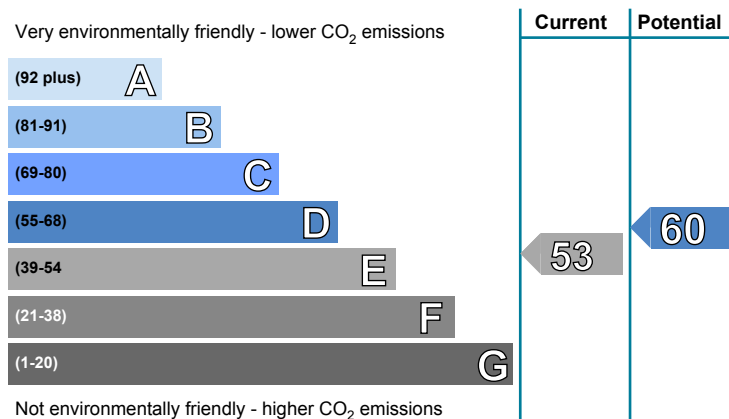 Current Potential
Very environmentally friendly - lower CO₂ emissions
(92 plus) A
(81-91) B
(69-80) C
(55-68) D
60
(39-54 E
53
(21-38) F
(1-20) G
Not environmentally friendly - higher CO₂ emissions